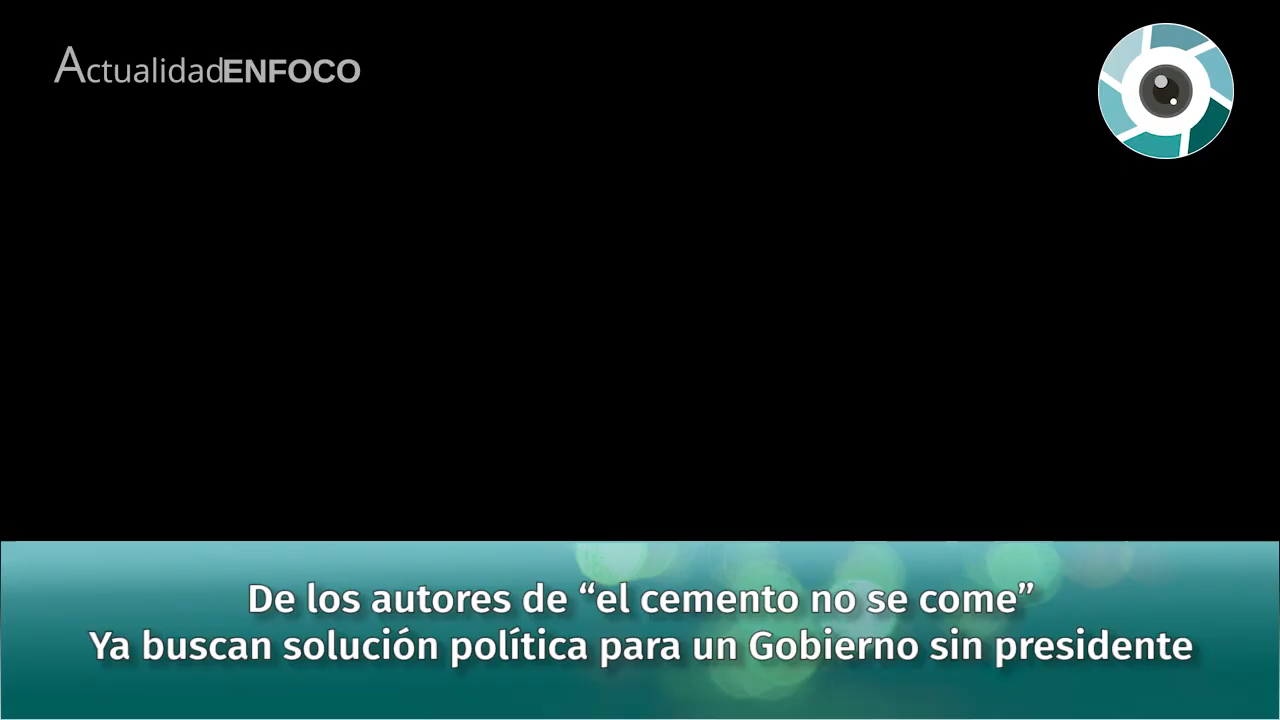 ActualidadENFOCO
De los autores de “el cemento no se come”
Ya buscan solución política para un Gobierno sin presidente